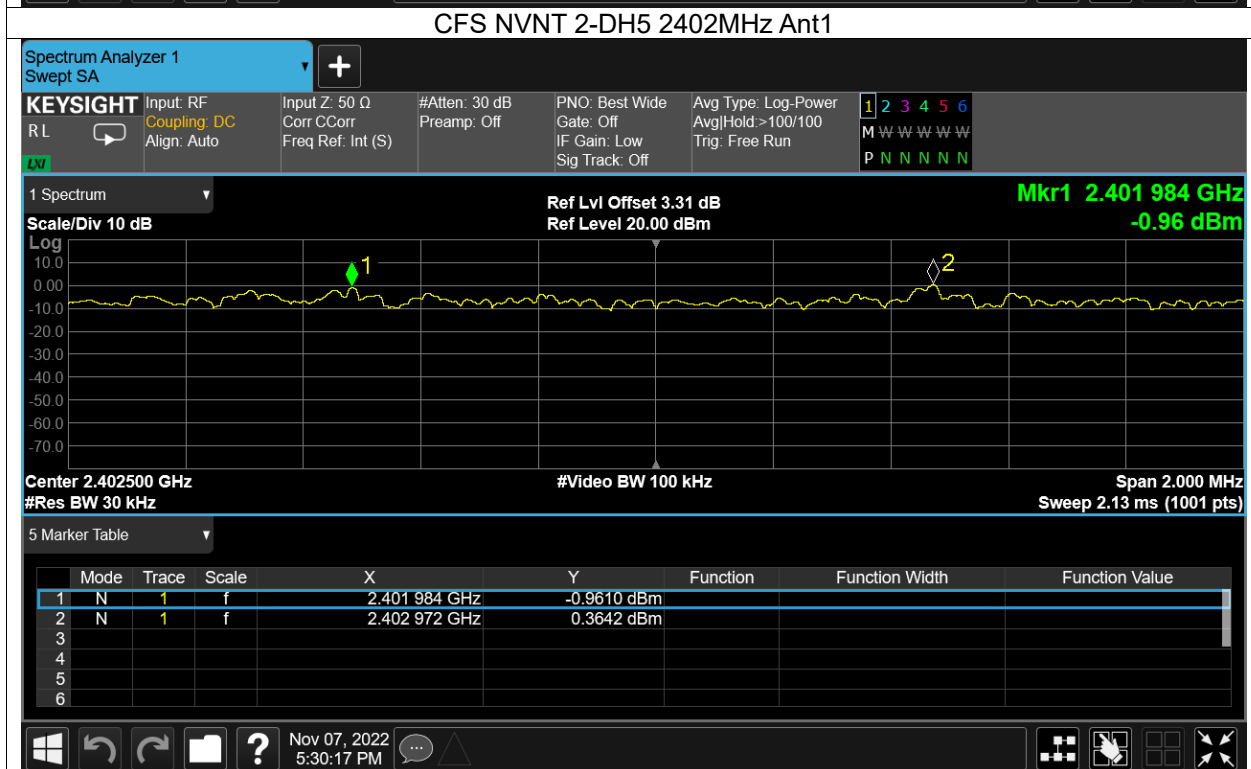 CFS NVNT 2-DH5 2402MHz Ant1
Spectrum Analyzer 1
Swept SA
KEYSIGHT Input: RF Input Z: 50 Ω #Atten: 30 dB PNO: Best Wide Avg Type: Log-Power 1 2 3 4 5 6
R L Coupling: DC Corr CCorr Preamp: Off Gate: Off Avg|Hold:>100/100 M W W W W W
Align: Auto Freq Ref: Int (S) IF Gain: Low Trig: Free Run
LXI Sig Track: Off P N N N N N
1 Spectrum Ref Lvl Offset 3.31 dB Mkr1 2.401 984 GHz
Scale/Div 10 dB Ref Level 20.00 dBm -0.96 dBm
Log
10.0 1 2
0.00
-10.0
-20.0
-30.0
-40.0
-50.0
-60.0
-70.0
Center 2.402500 GHz #Video BW 100 kHz Span 2.000 MHz
#Res BW 30 kHz Sweep 2.13 ms (1001 pts)
5 Marker Table
Mode Trace Scale X Y Function Function Width Function Value
1 N 1 f 2.401 984 GHz -0.9610 dBm
2 N 1 f 2.402 972 GHz 0.3642 dBm
3
4
5
6
? Nov 07, 2022
5:30:17 PM